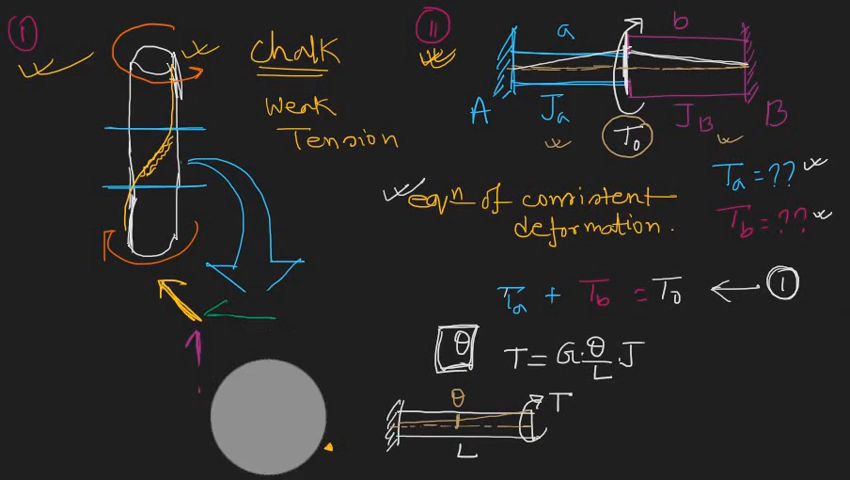 I
chalk
Weak
Tension
II
a
b
A
Ja
T0
JB
B
Ta = ??
Tb = ??
eqn of consistent
deformation.
Ta + Tb = T0 ← 1
θ
T = G·θ/L·J
θ
T
L